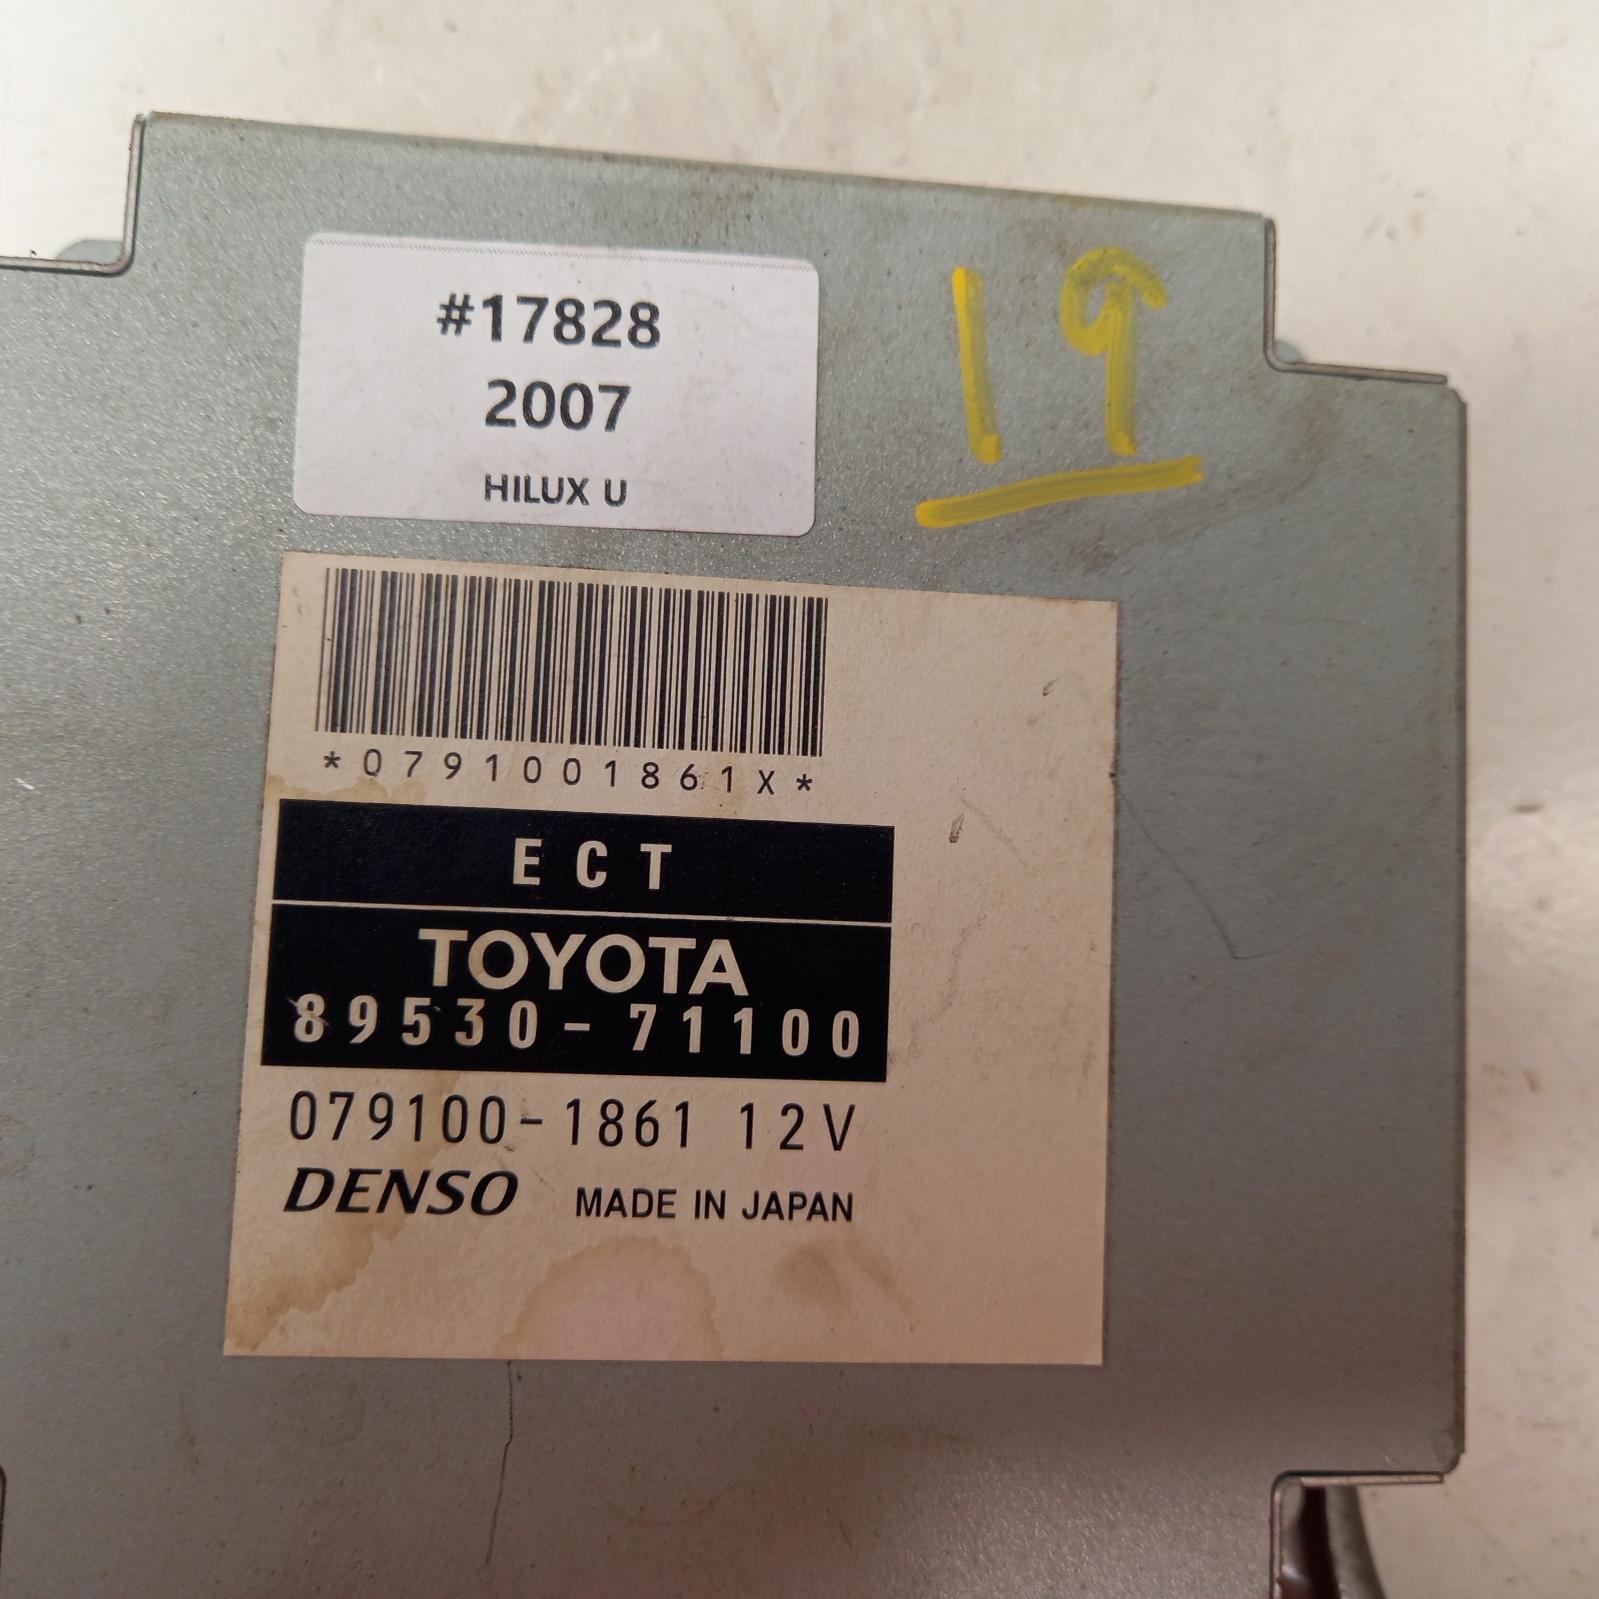 #17828
2007
HILUX U
19
*0791001861X*
ECT
TOYOTA
89530-71100
079100-1861 12V
DENSO MADE IN JAPAN